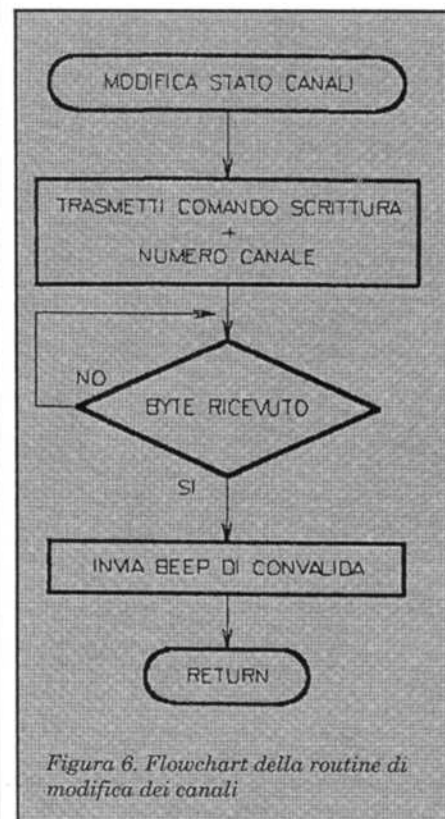 MODIFICA STATO CANALI
TRASMETTI COMANDO SCRITTURA
+
NUMERO CANALE
NO
BYTE RICEVUTO
SI
INVIA BEEP DI CONVALIDA
RETURN
Figura 6. Flowchart della routine di
modifica dei canali